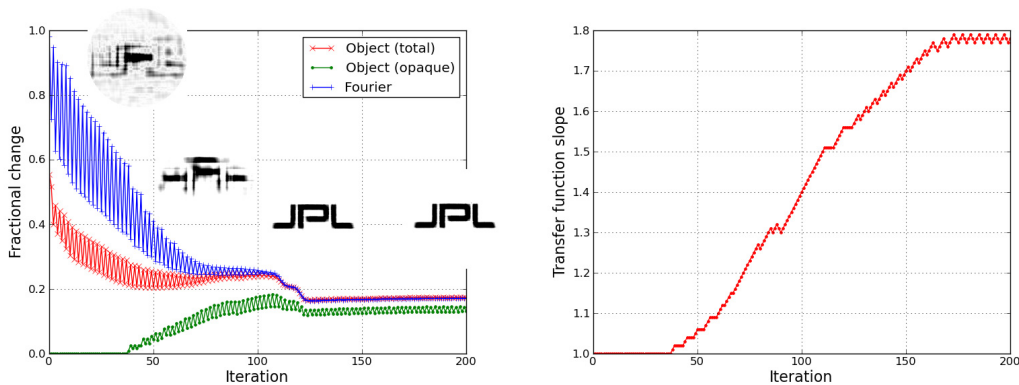 1.0
0.8
0.6
0.4
0.2
0.0
Fractional change
Object (total)
Object (opaque)
Fourier
JPL
JPL
0
50
100
150
200
Iteration
1.8
1.7
1.6
1.5
1.4
1.3
1.2
1.1
1.0
Transfer function slope
0
50
100
150
200
Iteration